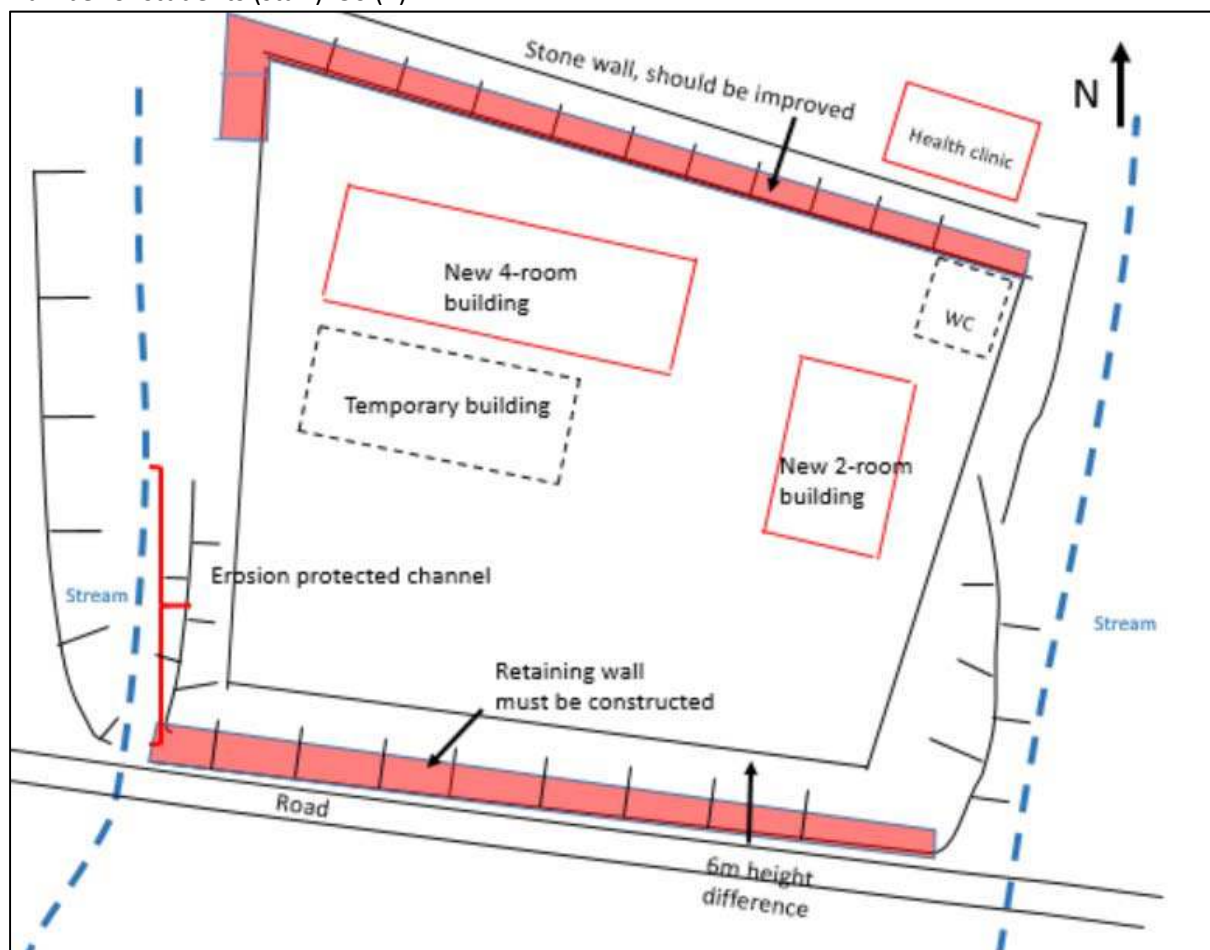 Stone wall, should be improved
N
Health clinic
New 4-room
building
WC
Temporary building
New 2-room
building
Erosion protected channel
Stream
Stream
Retaining wall
must be constructed
Road
6m height
difference